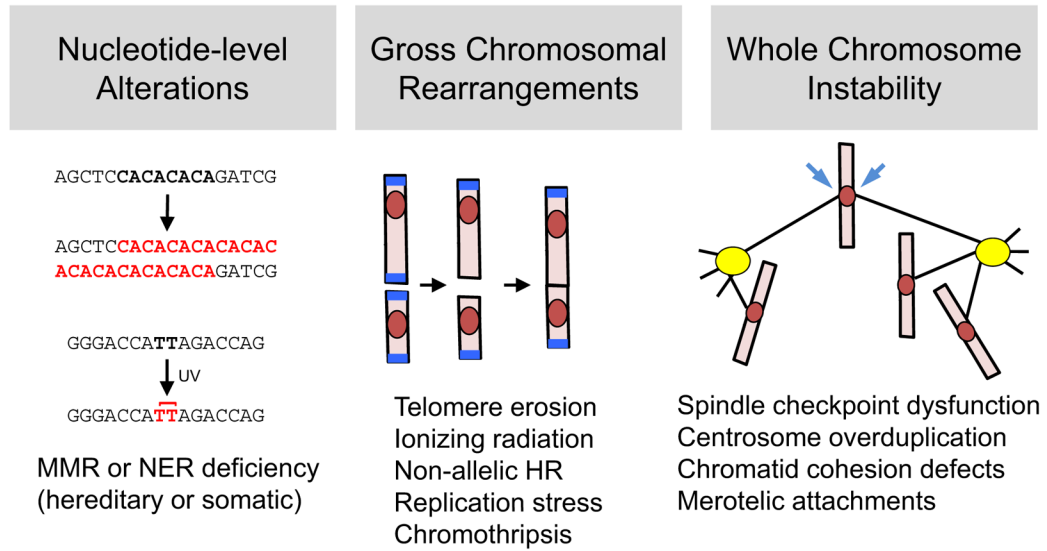 Nucleotide-level
Alterations
AGCTCCACACACAGATCG
AGCTCCACACACACACAC
ACACACACACACAGATCG
GGGACCATTAGACCAG
UV
GGGACCATTAGACCAG
MMR or NER deficiency
(hereditary or somatic)
Gross Chromosomal
Rearrangements
Telomere erosion
Ionizing radiation
Non-allelic HR
Replication stress
Chromothripsis
Whole Chromosome
Instability
Spindle checkpoint dysfunction
Centrosome overduplication
Chromatid cohesion defects
Merotelic attachments